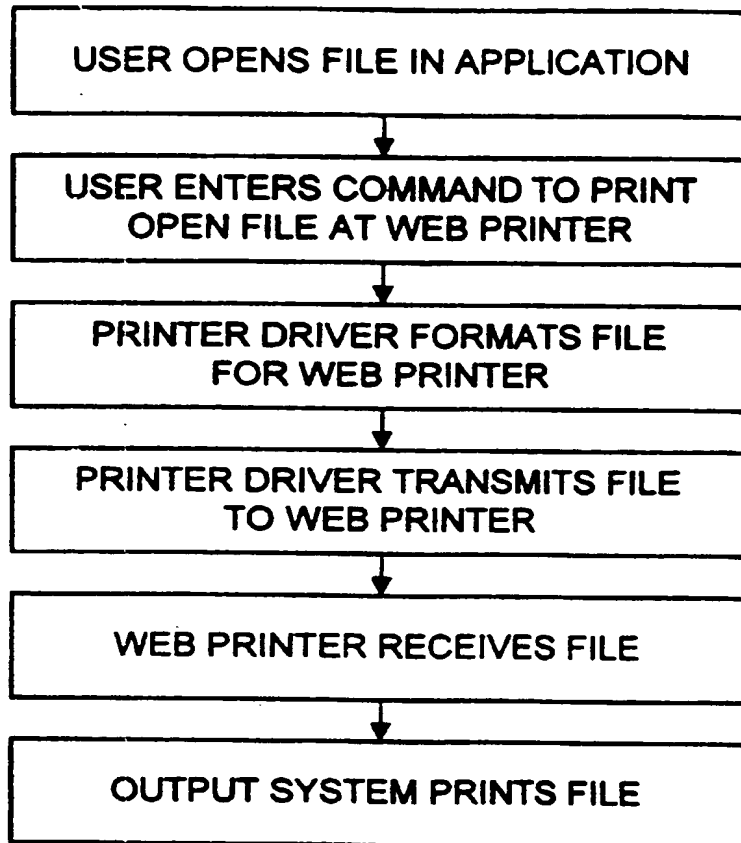 USER OPENS FILE IN APPLICATION
USER ENTERS COMMAND TO PRINT
OPEN FILE AT WEB PRINTER
PRINTER DRIVER FORMATS FILE
FOR WEB PRINTER
PRINTER DRIVER TRANSMITS FILE
TO WEB PRINTER
WEB PRINTER RECEIVES FILE
OUTPUT SYSTEM PRINTS FILE